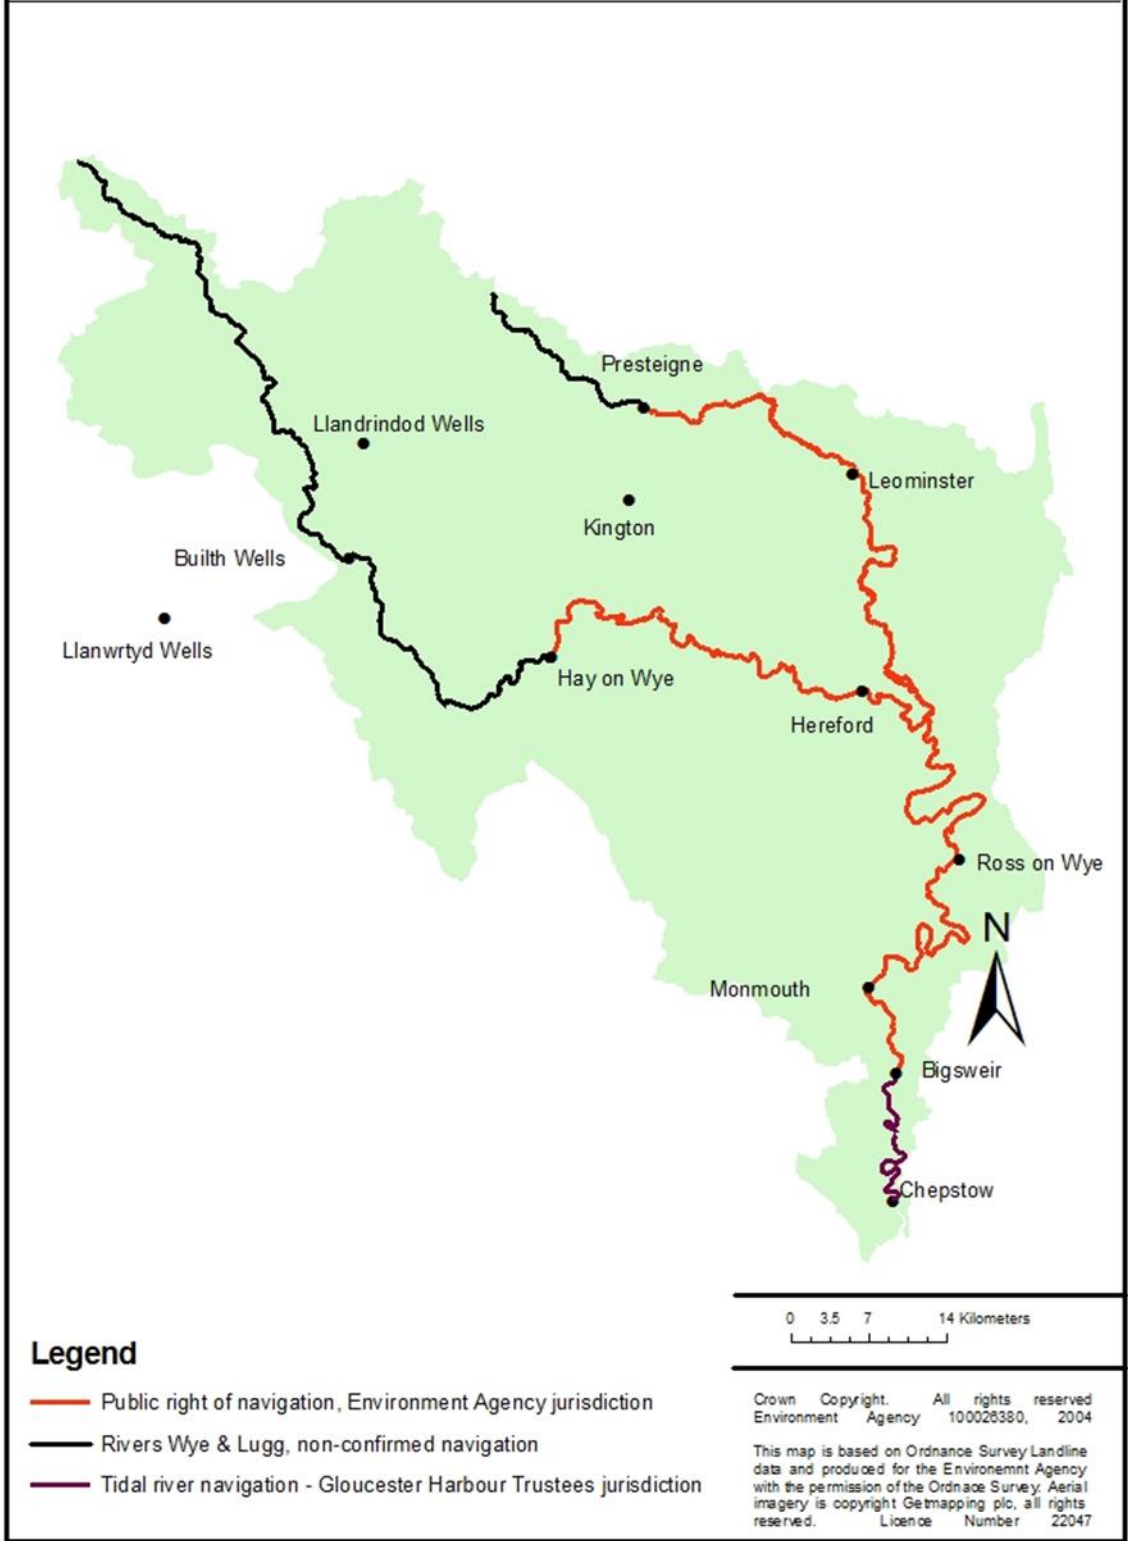 Presteigne
Llandrindod Wells
Leominster
Kington
Builth Wells
Llanwrtyd Wells
Hay on Wye
Hereford
Ross on Wye
N
Monmouth
Bigsweir
Chepstow
0 3.5 7 14 Kilometers
Legend
Public right of navigation, Environment Agency jurisdiction
Rivers Wye & Lugg, non-confirmed navigation
Tidal river navigation - Gloucester Harbour Trustees jurisdiction
Crown Copyright. All rights reserved
Environment Agency 100026380, 2004
This map is based on Ordnance Survey Landline
data and produced for the Environemnt Agency
with the permission of the Ordnace Survey. Aerial
imagery is copyright Getmapping plc, all rights
reserved. Licence Number 22047